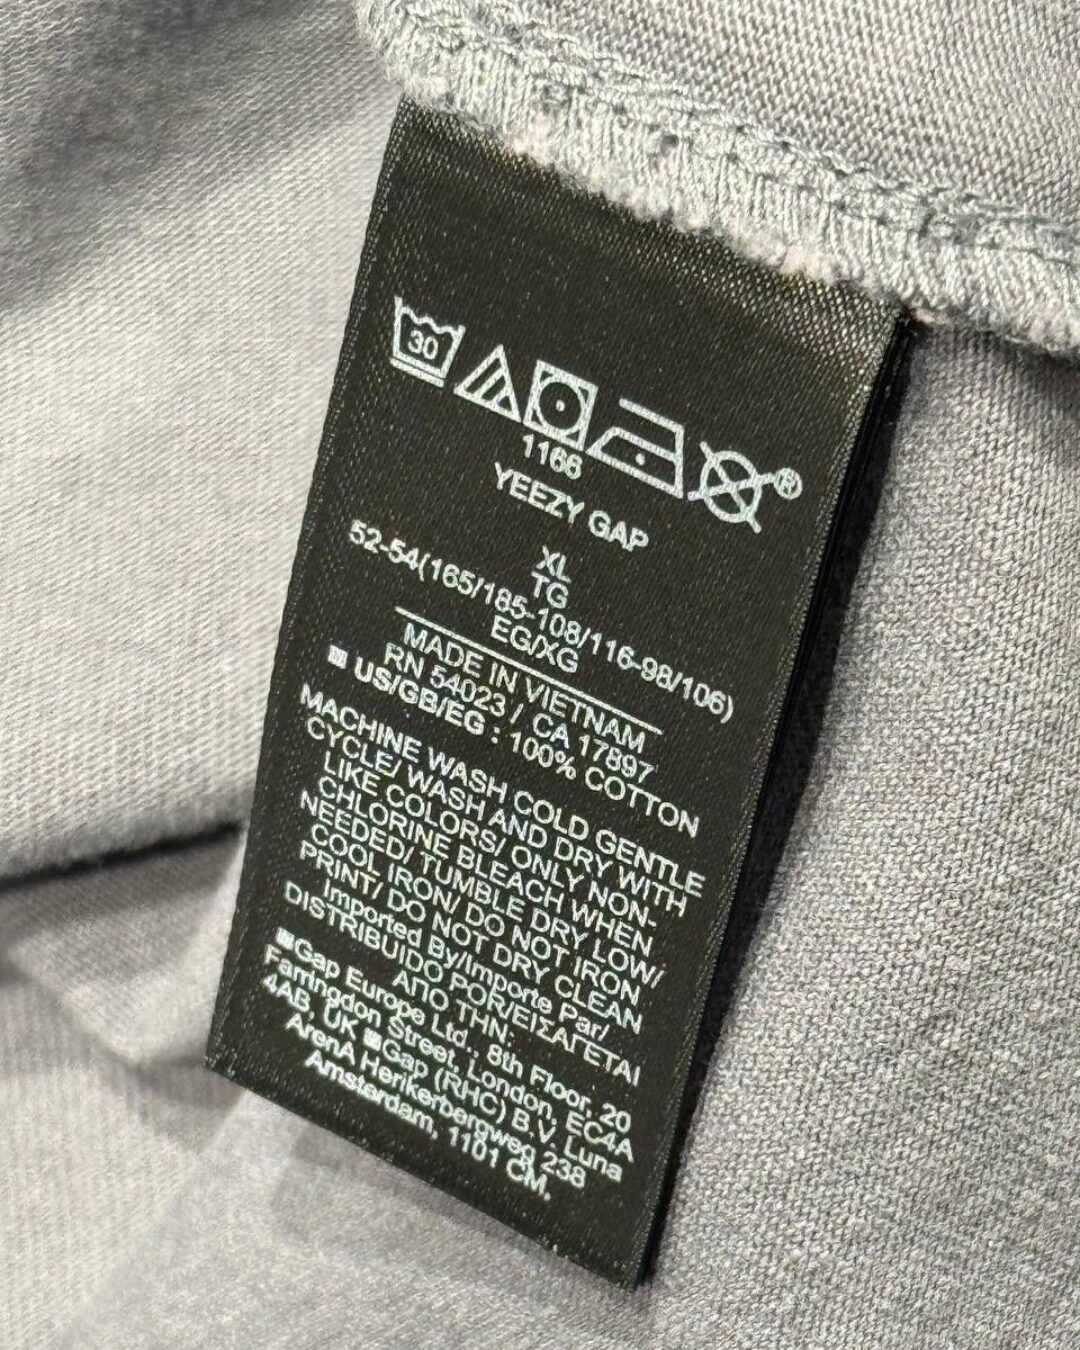 30
®
1166
YEEZY GAP
XL
TG
52-54(165/185-108/116-98/106)
EG/XG
MADE IN VIETNAM
RN 54023 / CA 17897
US/GB/EG : 100% COTTON
MACHINE WASH COLD GENTLE
CYCLE/ WASH AND DRY WITH
LIKE COLORS/ ONLY NON-
CHLORINE BLEACH WHEN
NEEDED/ TUMBLE DRY LOW/
COOL IRON/ DO NOT IRON
PRINT/ DO NOT DRY CLEAN
Imported By/Importe Par/
DISTRIBUIDO POR/ΕΙΣΑΓΕΤΑΙ
ΑΠΟ ΤΗΝ:
Gap Europe Ltd., 8th Floor, 20
Farringdon Street, London, EC4A
4AB, UK Gap (RHC) B.V. Luna
ArenA Herikerbergweg 238
Amsterdam, 1101 CM,